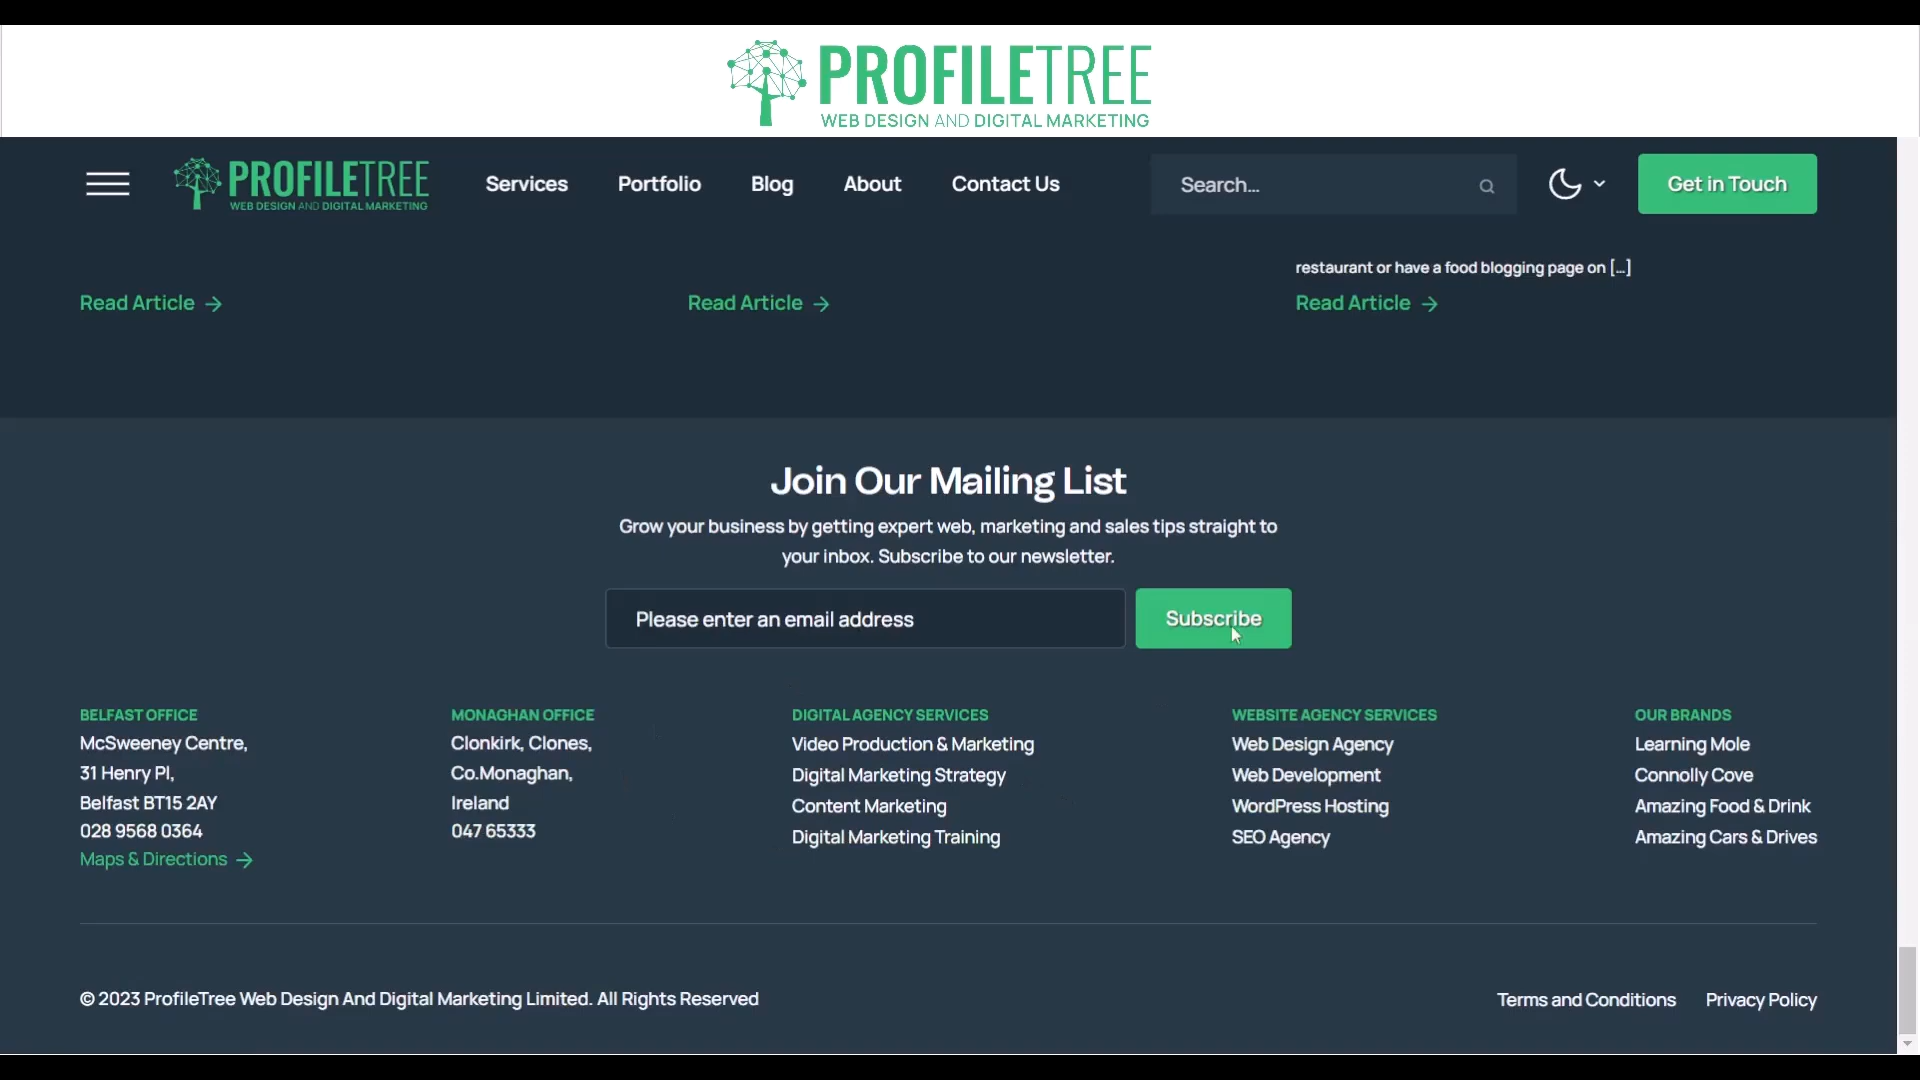 PROFILETREE
WEB DESIGN AND DIGITAL MARKETING
PROFILETREE
WEB DESIGN AND DIGITAL MARKETING
Services
Portfolio
Blog
About
Contact Us
Search...
Get in Touch
restaurant or have a food blogging page on [...]
Read Article
Read Article
Read Article
Join Our Mailing List
Grow your business by getting expert web, marketing and sales tips straight to
your inbox. Subscribe to our newsletter.
Please enter an email address
Subscribe
BELFAST OFFICE
McSweeney Centre,
31 Henry Pl,
Belfast BT15 2AY
028 9568 0364
Maps & Directions
MONAGHAN OFFICE
Clonkirk, Clones,
Co.Monaghan,
Ireland
047 65333
DIGITAL AGENCY SERVICES
Video Production & Marketing
Digital Marketing Strategy
Content Marketing
Digital Marketing Training
WEBSITE AGENCY SERVICES
Web Design Agency
Web Development
WordPress Hosting
SEO Agency
OUR BRANDS
Learning Mole
Connolly Cove
Amazing Food & Drink
Amazing Cars & Drives
© 2023 ProfileTree Web Design And Digital Marketing Limited. All Rights Reserved
Terms and Conditions
Privacy Policy